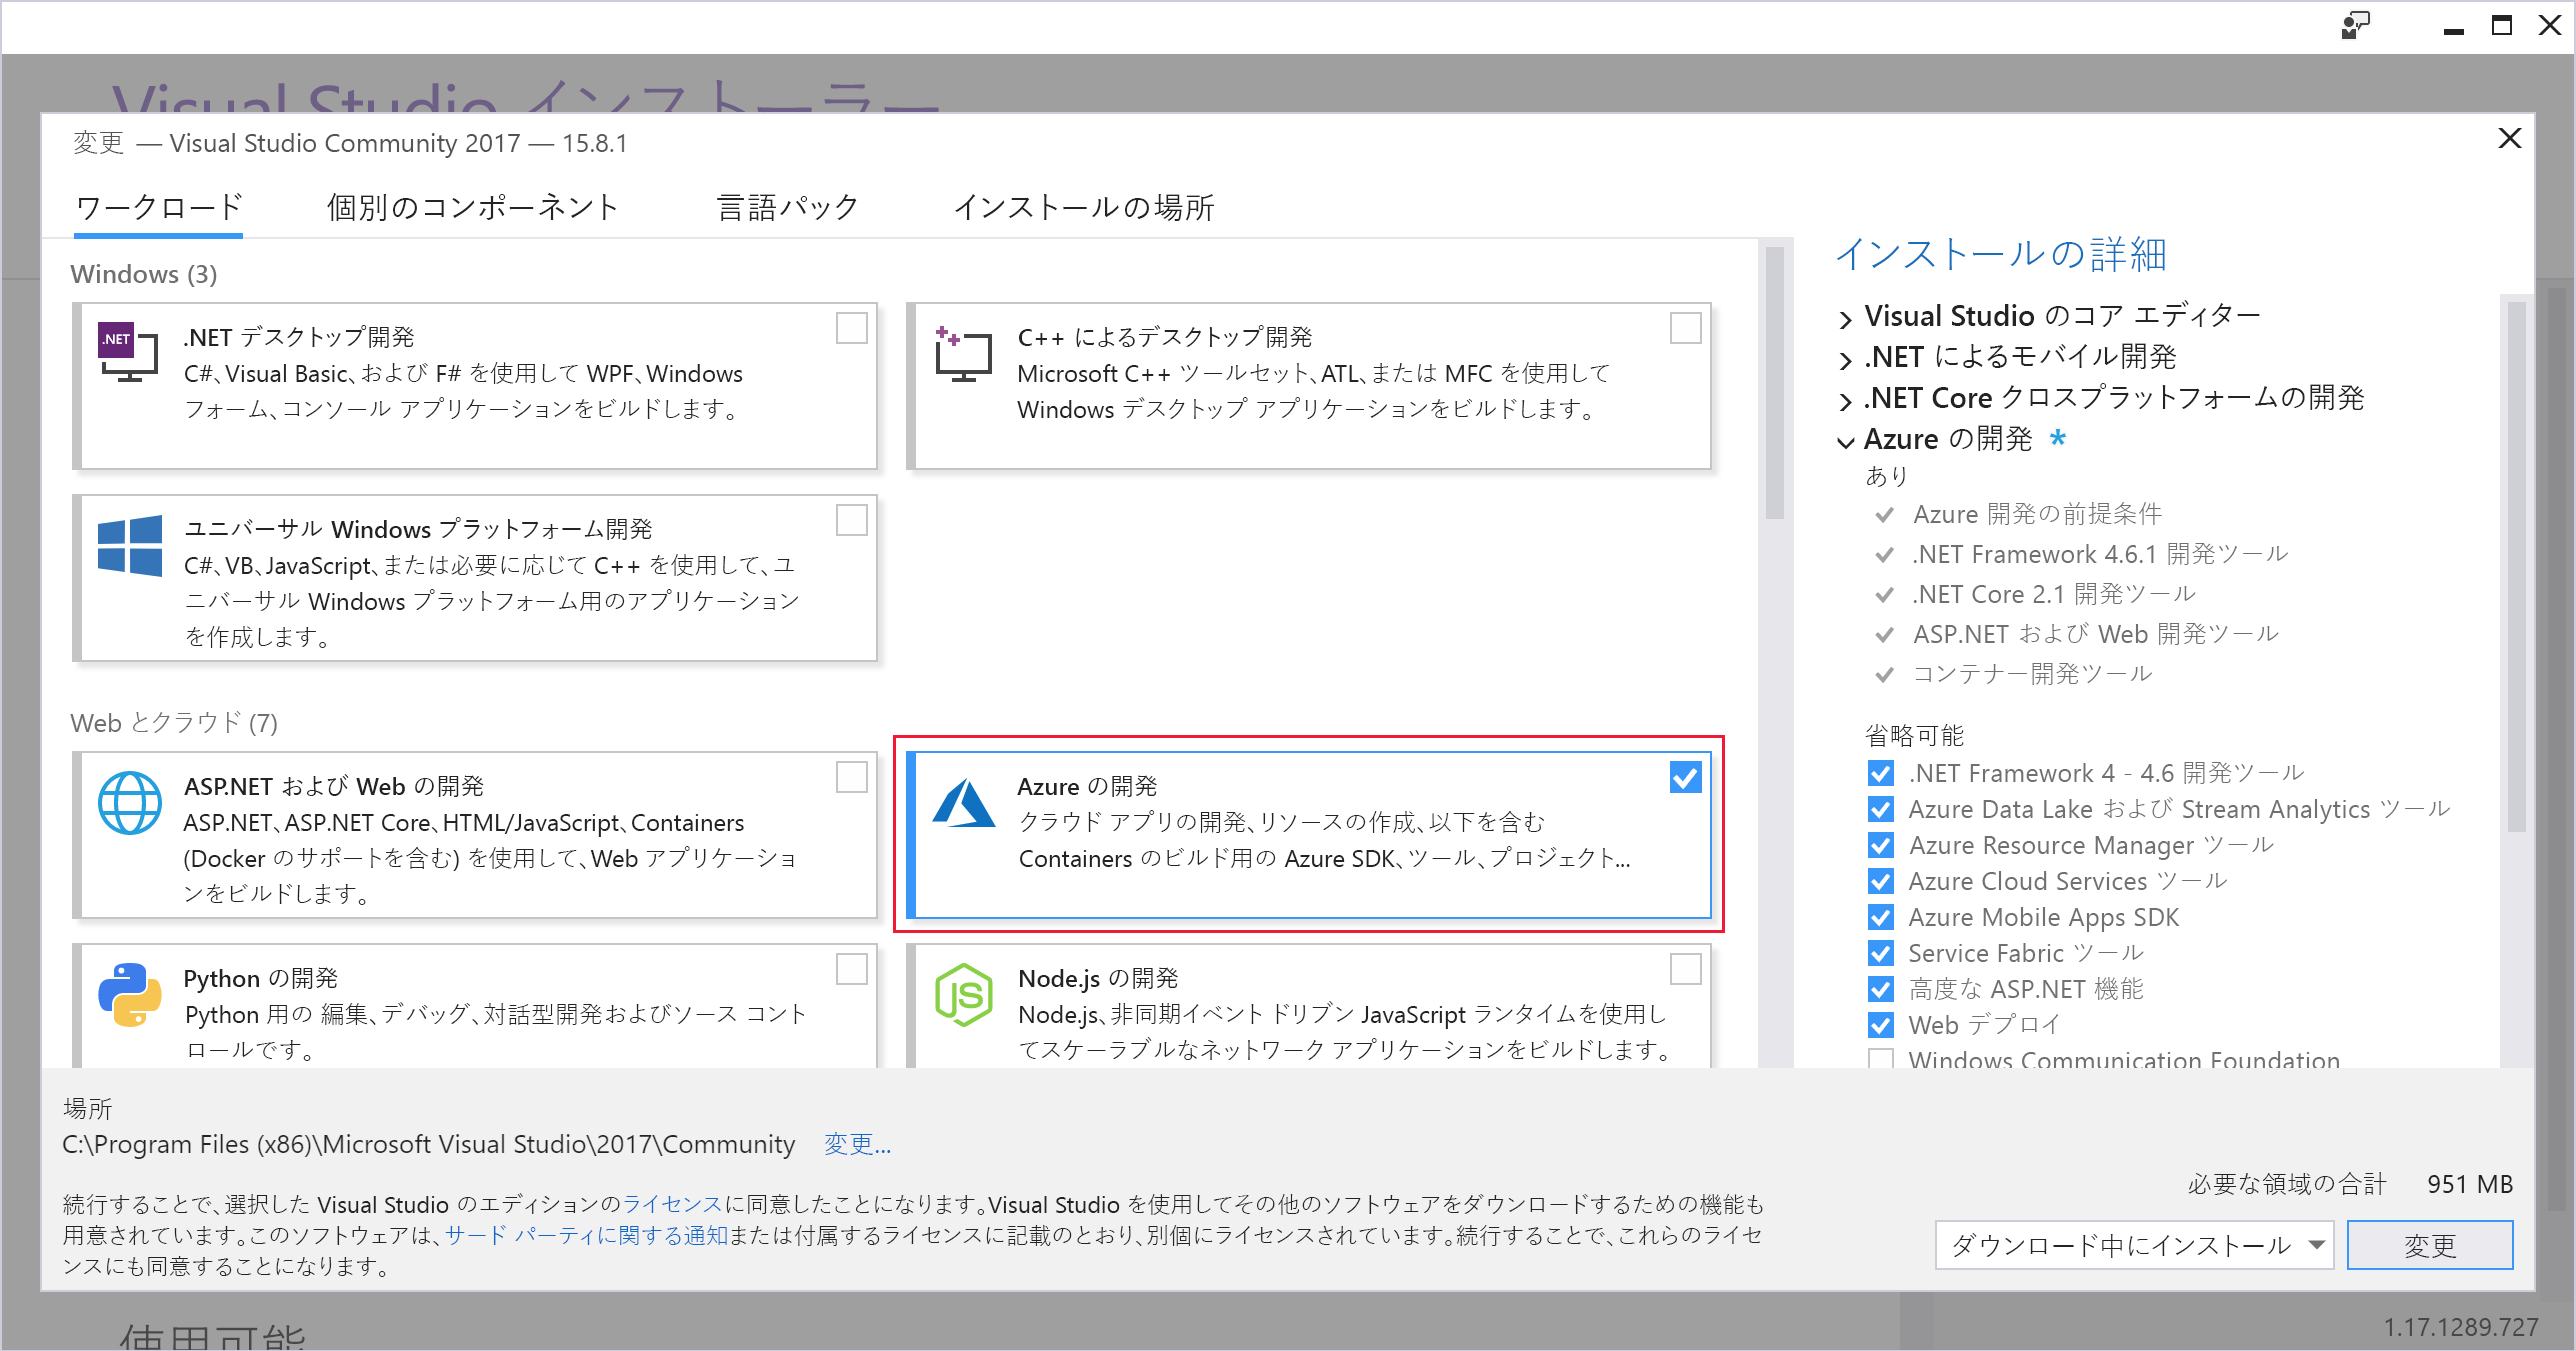 Visual Studio インストーラー
変更 — Visual Studio Community 2017 — 15.8.1
ワークロード 個別のコンポーネント 言語パック インストールの場所
Windows (3)
.NET
.NET デスクトップ開発
C#、Visual Basic、および F# を使用して WPF、Windows
フォーム、コンソール アプリケーションをビルドします。
C++ によるデスクトップ開発
Microsoft C++ ツールセット、ATL、または MFC を使用して
Windows デスクトップ アプリケーションをビルドします。
ユニバーサル Windows プラットフォーム開発
C#、VB、JavaScript、または必要に応じて C++ を使用して、ユ
ニバーサル Windows プラットフォーム用のアプリケーション
を作成します。
Web とクラウド (7)
ASP.NET および Web の開発
ASP.NET、ASP.NET Core、HTML/JavaScript、Containers
(Docker のサポートを含む) を使用して、Web アプリケーショ
ンをビルドします。
Azure の開発
クラウド アプリの開発、リソースの作成、以下を含む
Containers のビルド用の Azure SDK、ツール、プロジェクト...
Python の開発
Python 用の 編集、デバッグ、対話型開発およびソース コント
ロールです。
JS
Node.js の開発
Node.js、非同期イベント ドリブン JavaScript ランタイムを使用し
てスケーラブルなネットワーク アプリケーションをビルドします。
インストールの詳細
Visual Studio のコア エディター
.NET によるモバイル開発
.NET Core クロスプラットフォームの開発
Azure の開発 *
あり
Azure 開発の前提条件
.NET Framework 4.6.1 開発ツール
.NET Core 2.1 開発ツール
ASP.NET および Web 開発ツール
コンテナー開発ツール
省略可能
.NET Framework 4 - 4.6 開発ツール
Azure Data Lake および Stream Analytics ツール
Azure Resource Manager ツール
Azure Cloud Services ツール
Azure Mobile Apps SDK
Service Fabric ツール
高度な ASP.NET 機能
Web デプロイ
Windows Communication Foundation
場所
C:\Program Files (x86)\Microsoft Visual Studio\2017\Community 変更...
続行することで、選択した Visual Studio のエディションのライセンスに同意したことになります。Visual Studio を使用してその他のソフトウェアをダウンロードするための機能も
用意されています。このソフトウェアは、サード パーティに関する通知または付属するライセンスに記載のとおり、別個にライセンスされています。続行することで、これらのライセ
ンスにも同意することになります。
必要な領域の合計 951 MB
ダウンロード中にインストール 変更
使用可能
1.17.1289.727